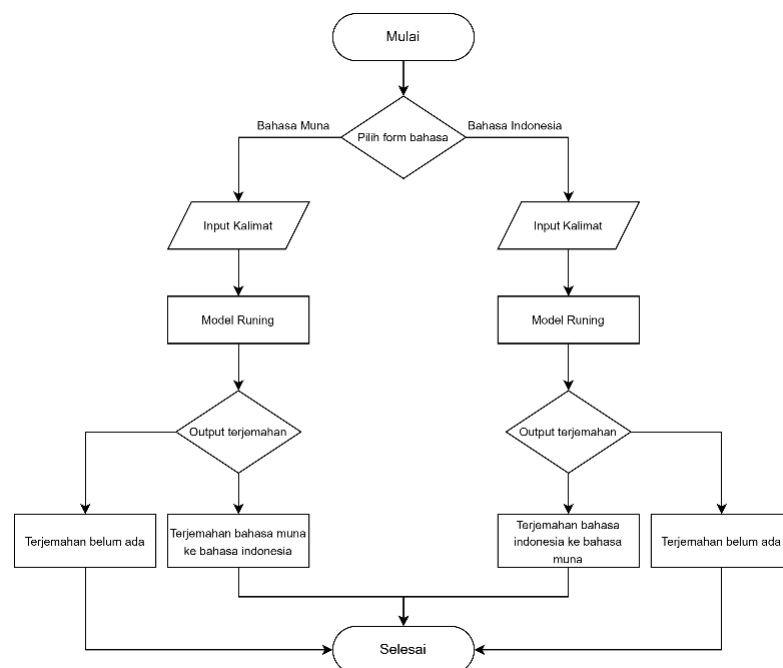 Mulai
Bahasa Muna
Pilih form bahasa
Bahasa Indonesia
Input Kalimat
Input Kalimat
Model Runing
Model Runing
Output terjemahan
Output terjemahan
Terjemahan belum ada
Terjemahan bahasa muna
ke bahasa indonesia
Terjemahan bahasa
indonesia ke bahasa
muna
Terjemahan belum ada
Selesai